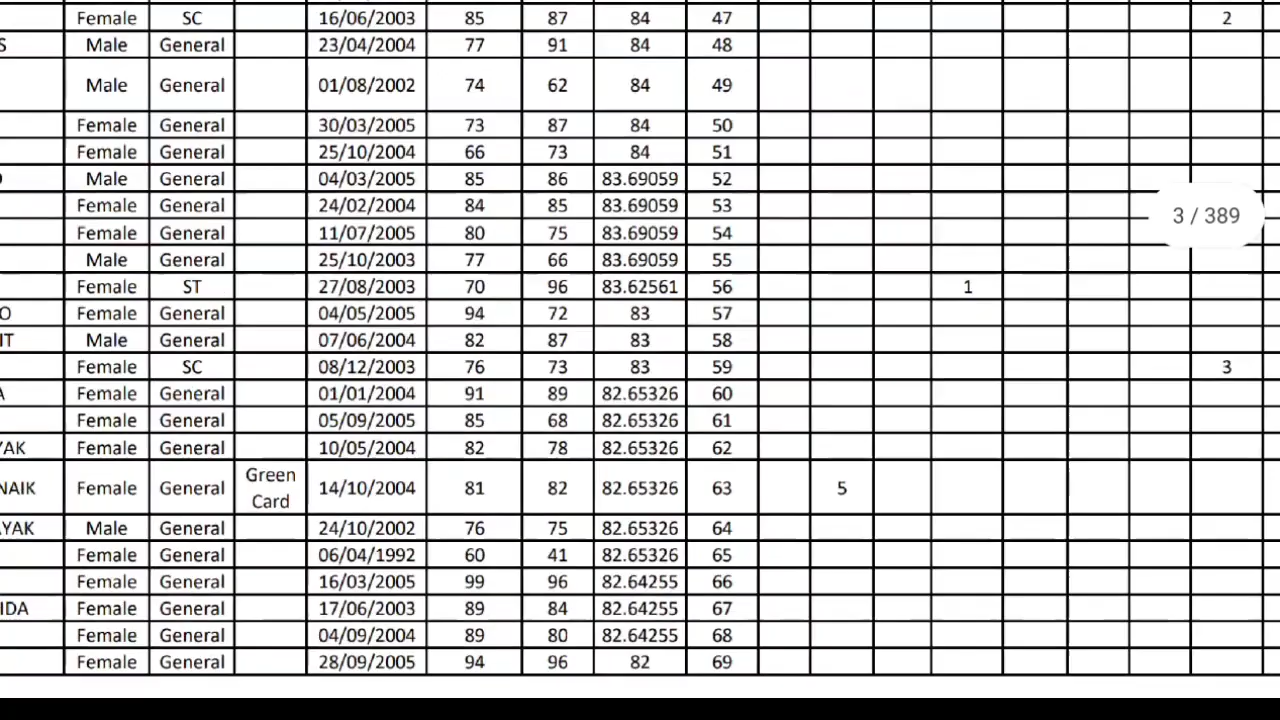 Female SC 16/06/2003 85 87 84 47 2
S Male General 23/04/2004 77 91 84 48
Male General 01/08/2002 74 62 84 49
Female General 30/03/2005 73 87 84 50
Female General 25/10/2004 66 73 84 51
Male General 04/03/2005 85 86 83.69059 52
Female General 24/02/2004 84 85 83.69059 53
3 / 389
Female General 11/07/2005 80 75 83.69059 54
Male General 25/10/2003 77 66 83.69059 55
Female ST 27/08/2003 70 96 83.62561 56 1
O Female General 04/05/2005 94 72 83 57
IT Male General 07/06/2004 82 87 83 58
Female SC 08/12/2003 76 73 83 59 3
A Female General 01/01/2004 91 89 82.65326 60
Female General 05/09/2005 85 68 82.65326 61
YAK Female General 10/05/2004 82 78 82.65326 62
NAIK Female General Green Card 14/10/2004 81 82 82.65326 63 5
AYAK Male General 24/10/2002 76 75 82.65326 64
Female General 06/04/1992 60 41 82.65326 65
Female General 16/03/2005 99 96 82.64255 66
IDA Female General 17/06/2003 89 84 82.64255 67
Female General 04/09/2004 89 80 82.64255 68
Female General 28/09/2005 94 96 82 69